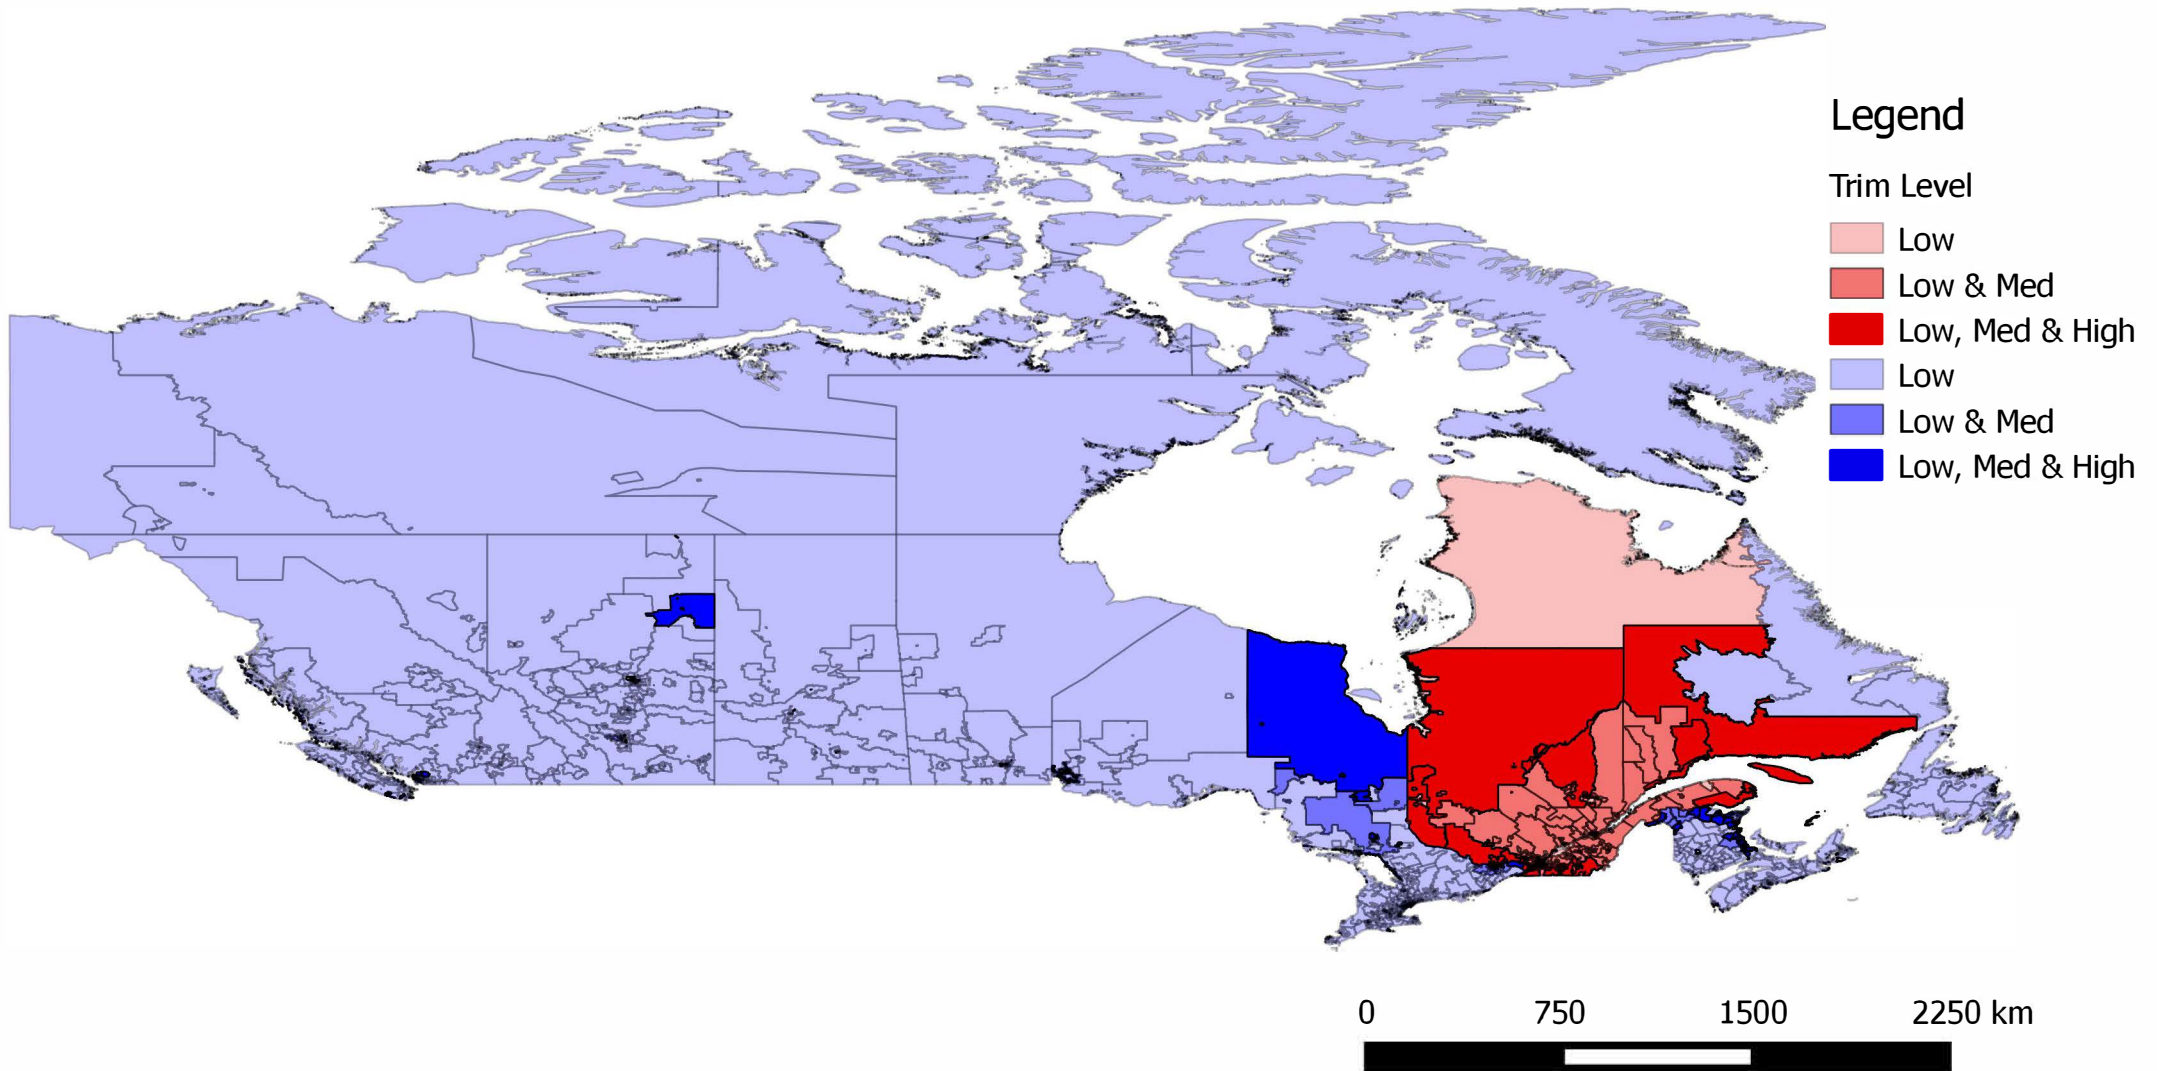 Legend
Trim Level
Low
Low & Med
Low, Med & High
Low
Low & Med
Low, Med & High
0 750 1500 2250 km